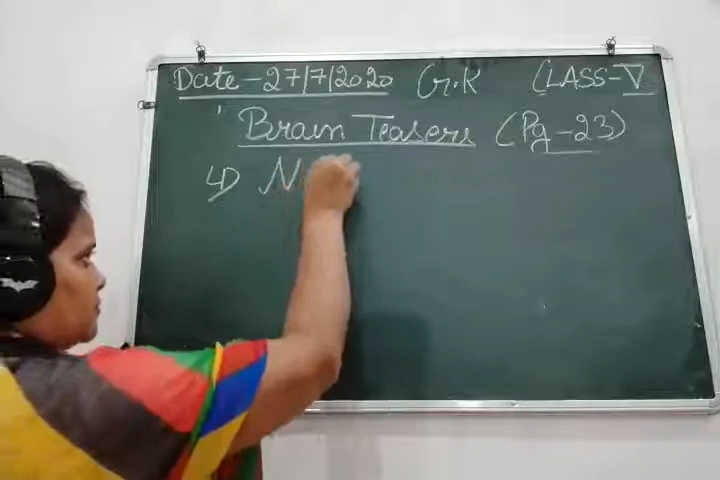 Date - 27/7/2020 G.K CLASS-V
Brain Teasers (Pg-23)
4) N